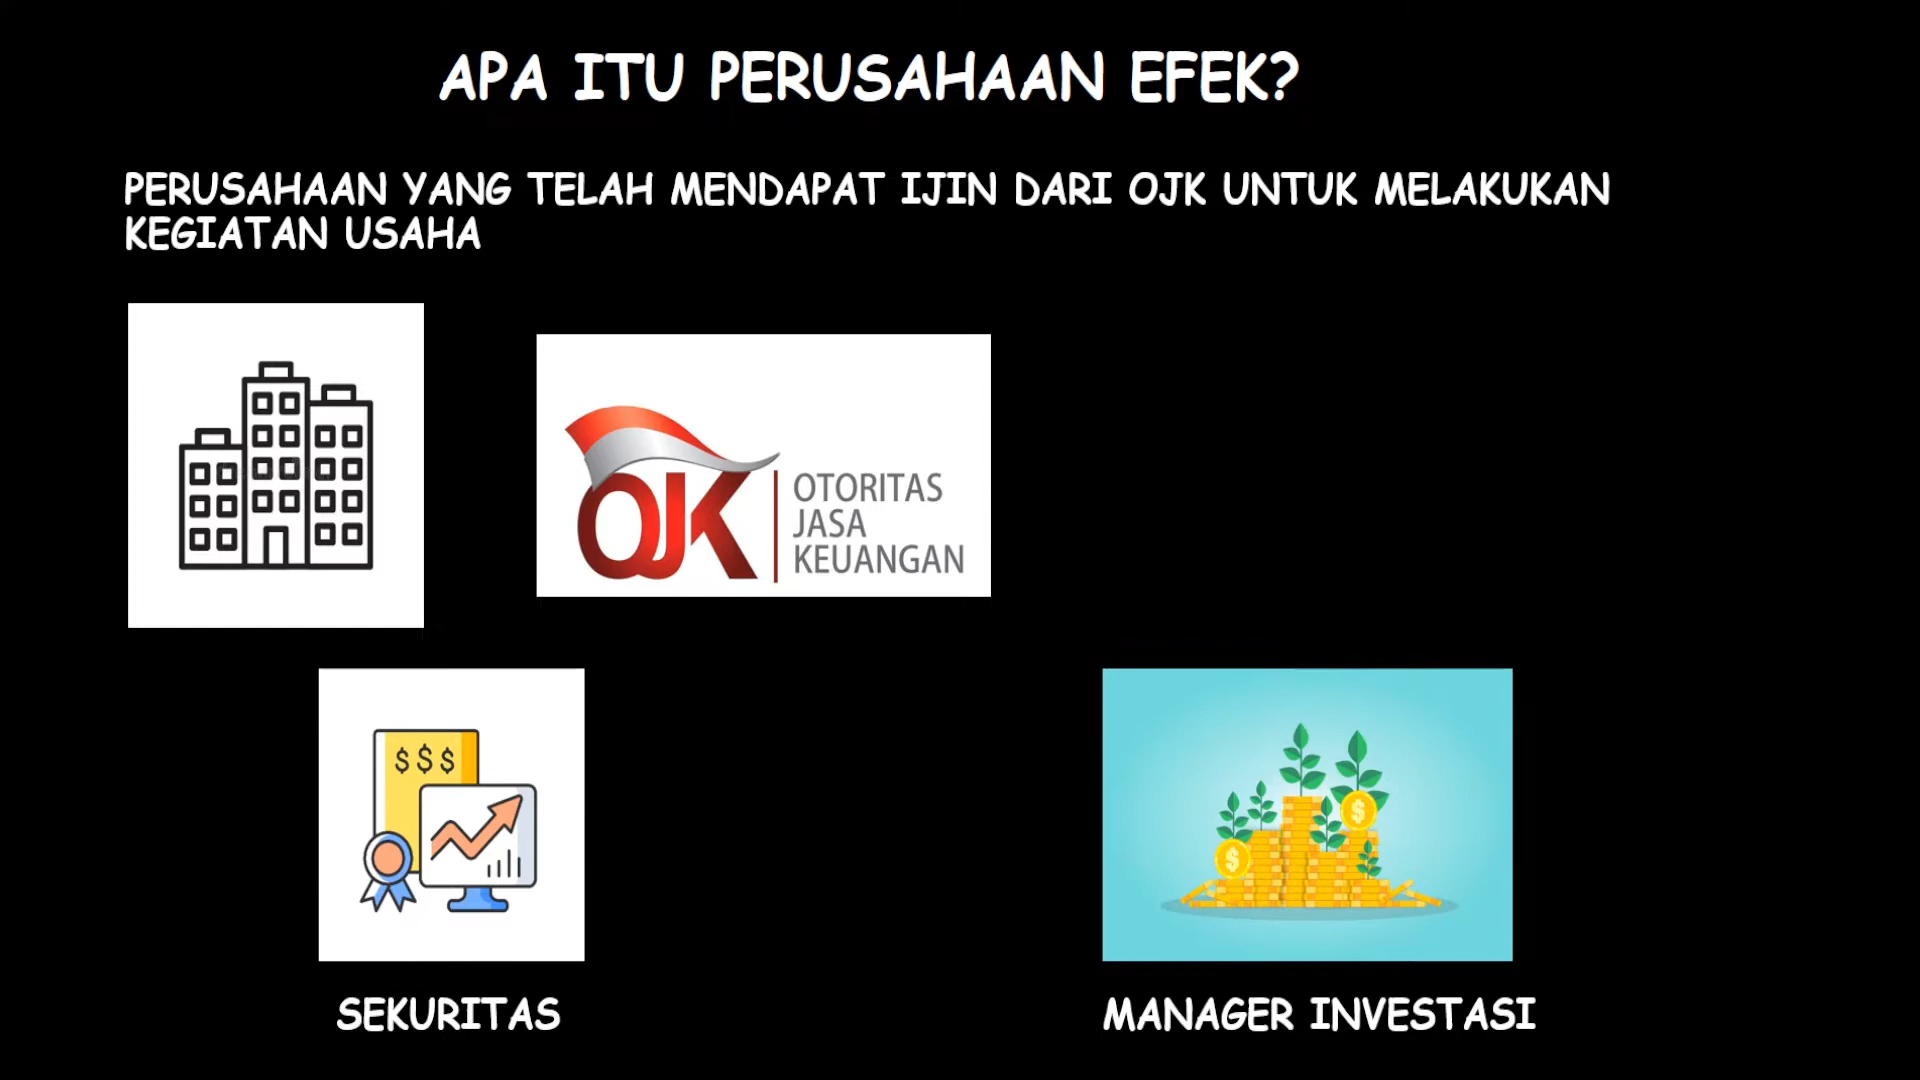 APA ITU PERUSAHAAN EFEK?
PERUSAHAAN YANG TELAH MENDAPAT IJIN DARI OJK UNTUK MELAKUKAN
KEGIATAN USAHA
OJK
OTORITAS
JASA
KEUANGAN
$$$
$
$
SEKURITAS
MANAGER INVESTASI